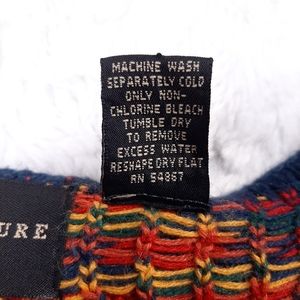 MACHINE WASH
SEPARATELY COLD
ONLY NON-
CHLORINE BLEACH
TUMBLE DRY
TO REMOVE
EXCESS WATER
RESHAPE DRY FLAT
RN 54867
URE